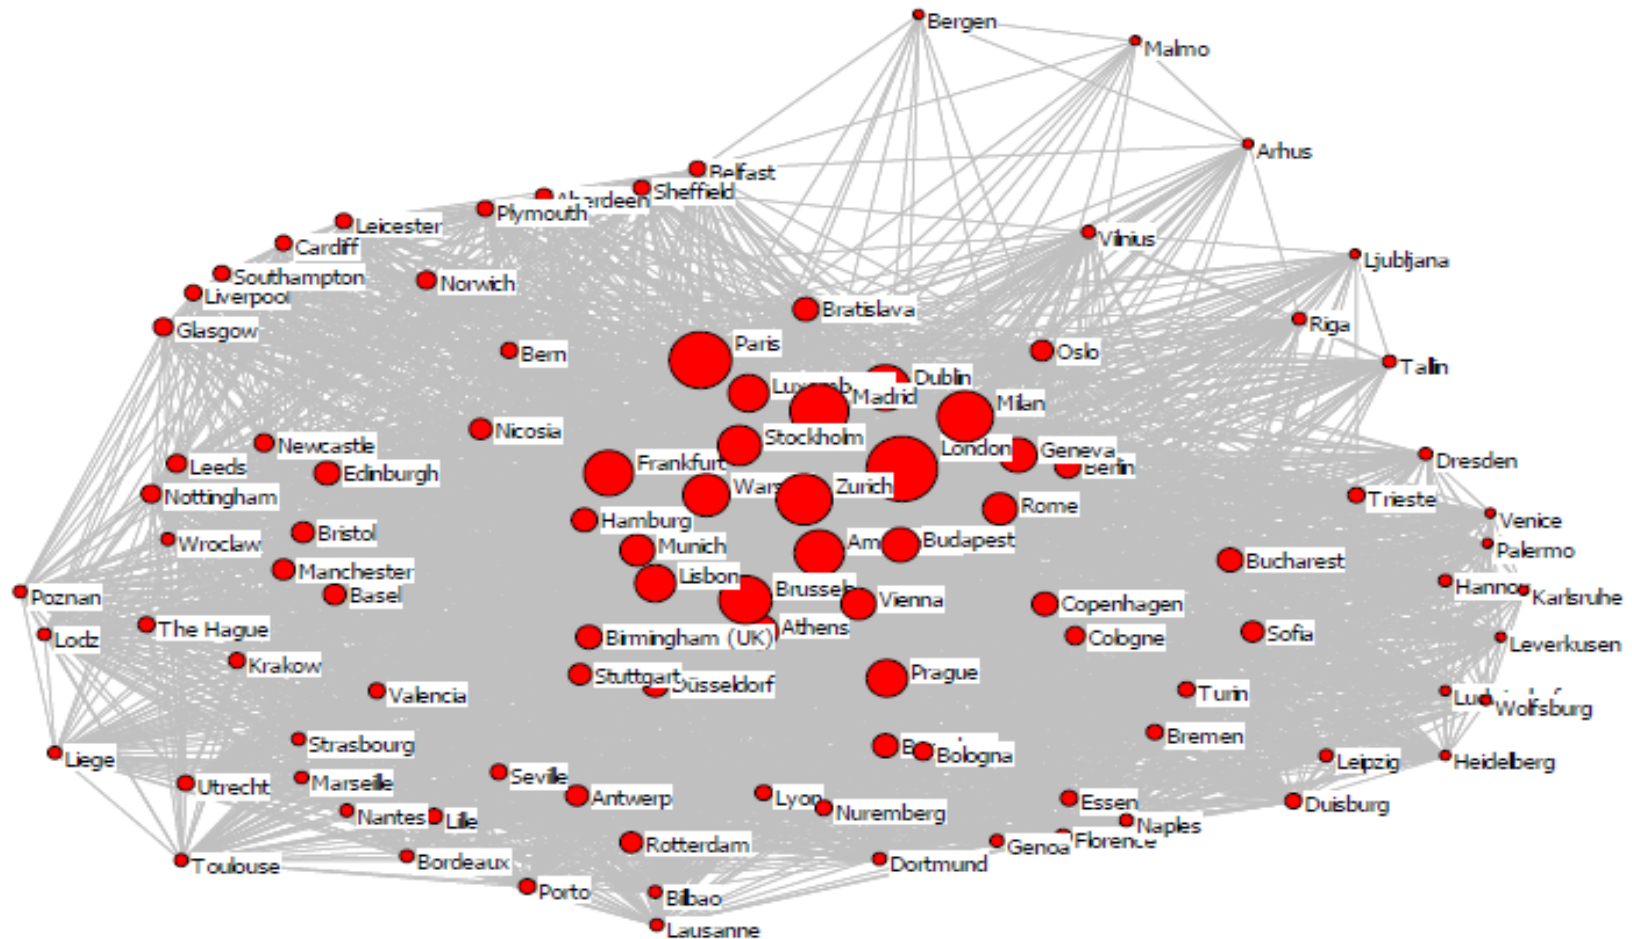 Bergen
Malmo
Arhus
Belfast
Sheffield
Aberdeen
Plymouth
Leicester
Vilnius
Cardiff
Ljubljana
Southampton
Norwich
Liverpool
Bratislava
Glasgow
Riga
Paris
Bern
Oslo
Tallin
Dublin
Madrid
Milan
Nicosia
Stockholm
Newcastle
London
Geneva
Leeds
Edinburgh
Frankfurt
Berlin
Dresden
Nottingham
Zurich
Trieste
Rome
Hamburg
Venice
Bristol
Wroclaw
Munich
Budapest
Palermo
Bucharest
Manchester
Lisbon
Basel
Brussels
Poznan
Vienna
Copenhagen
Karlsruhe
The Hague
Athens
Lodz
Birmingham (UK)
Cologne
Sofia
Leverkusen
Krakow
Stuttgart
Düsseldorf
Prague
Valencia
Turin
Wolfsburg
Strasbourg
Bremen
Bologna
Liege
Leipzig
Heidelberg
Marseille
Seville
Utrecht
Antwerp
Lyon
Nuremberg
Essen
Duisburg
Nantes
Lille
Naples
Rotterdam
Genoa
Florence
Toulouse
Bordeaux
Dortmund
Porto
Bilbao
Lausanne